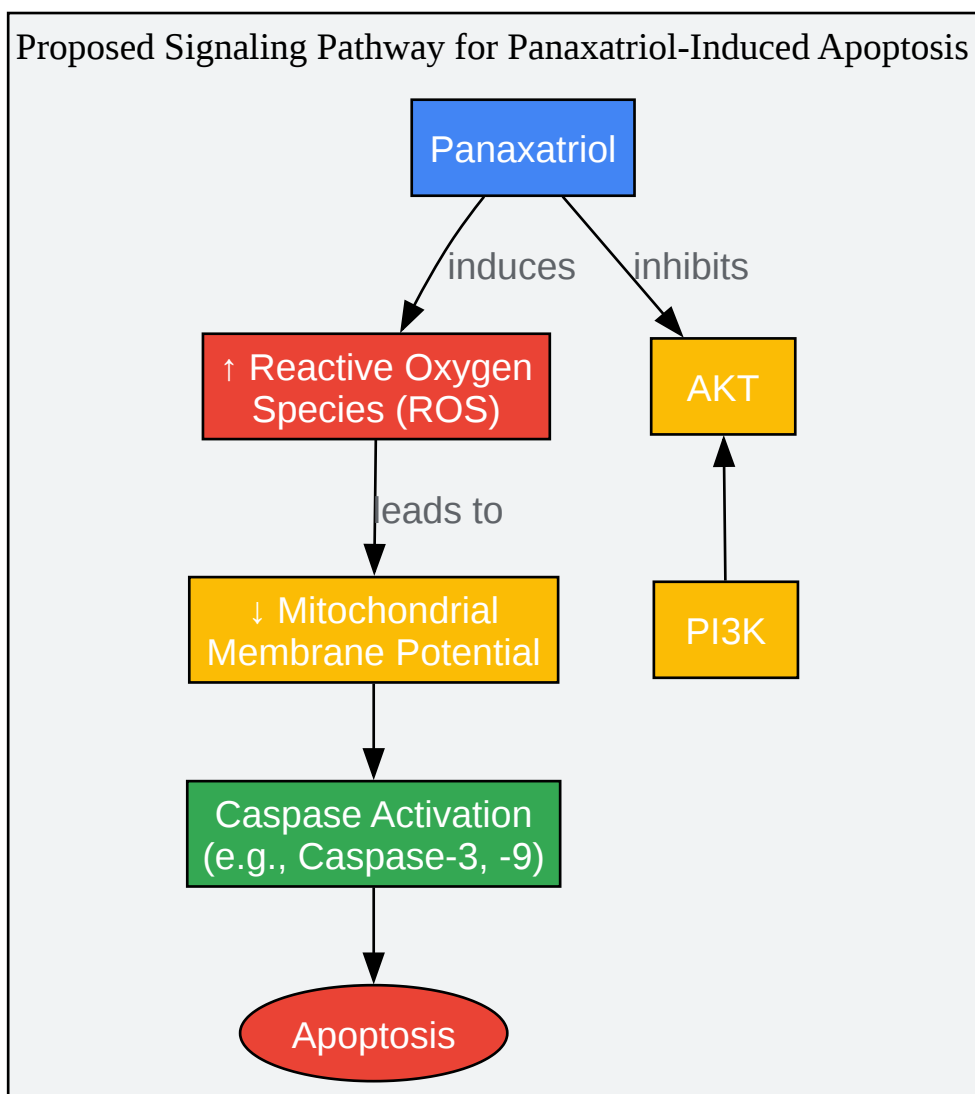 Proposed Signaling Pathway for Panaxatriol-Induced Apoptosis
Panaxatriol
induces
inhibits
↑ Reactive Oxygen
Species (ROS)
AKT
leads to
↓ Mitochondrial
Membrane Potential
PI3K
Caspase Activation
(e.g., Caspase-3, -9)
Apoptosis